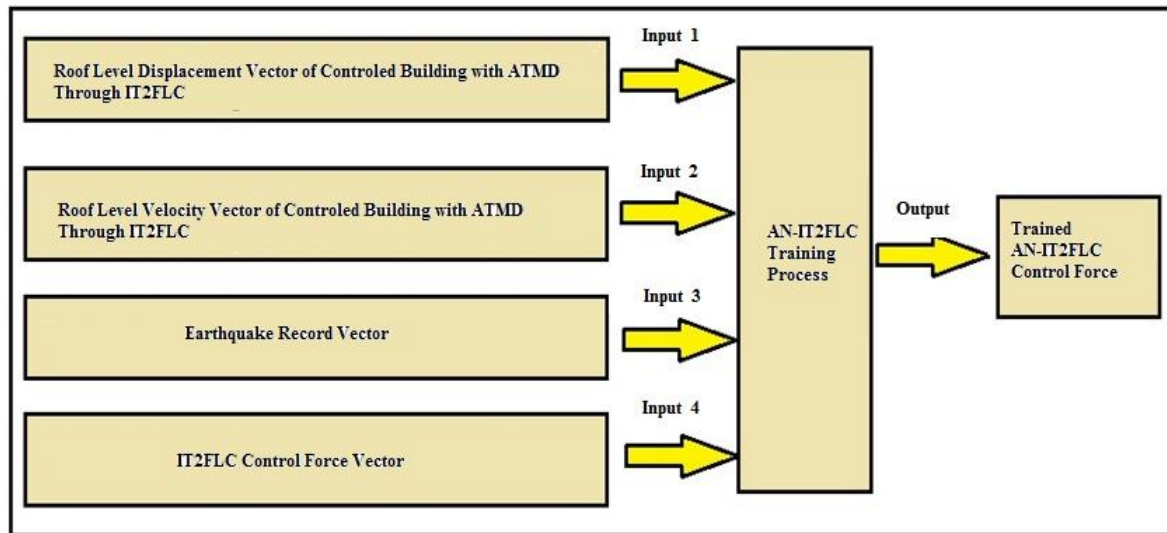 Input 1
Roof Level Displacement Vector of Controled Building with ATMD
Through IT2FLC
Input 2
Roof Level Velocity Vector of Controled Building with ATMD
Through IT2FLC
Input 3
Earthquake Record Vector
Input 4
IT2FLC Control Force Vector
AN-IT2FLC
Training
Process
Output
Trained
AN-IT2FLC
Control Force